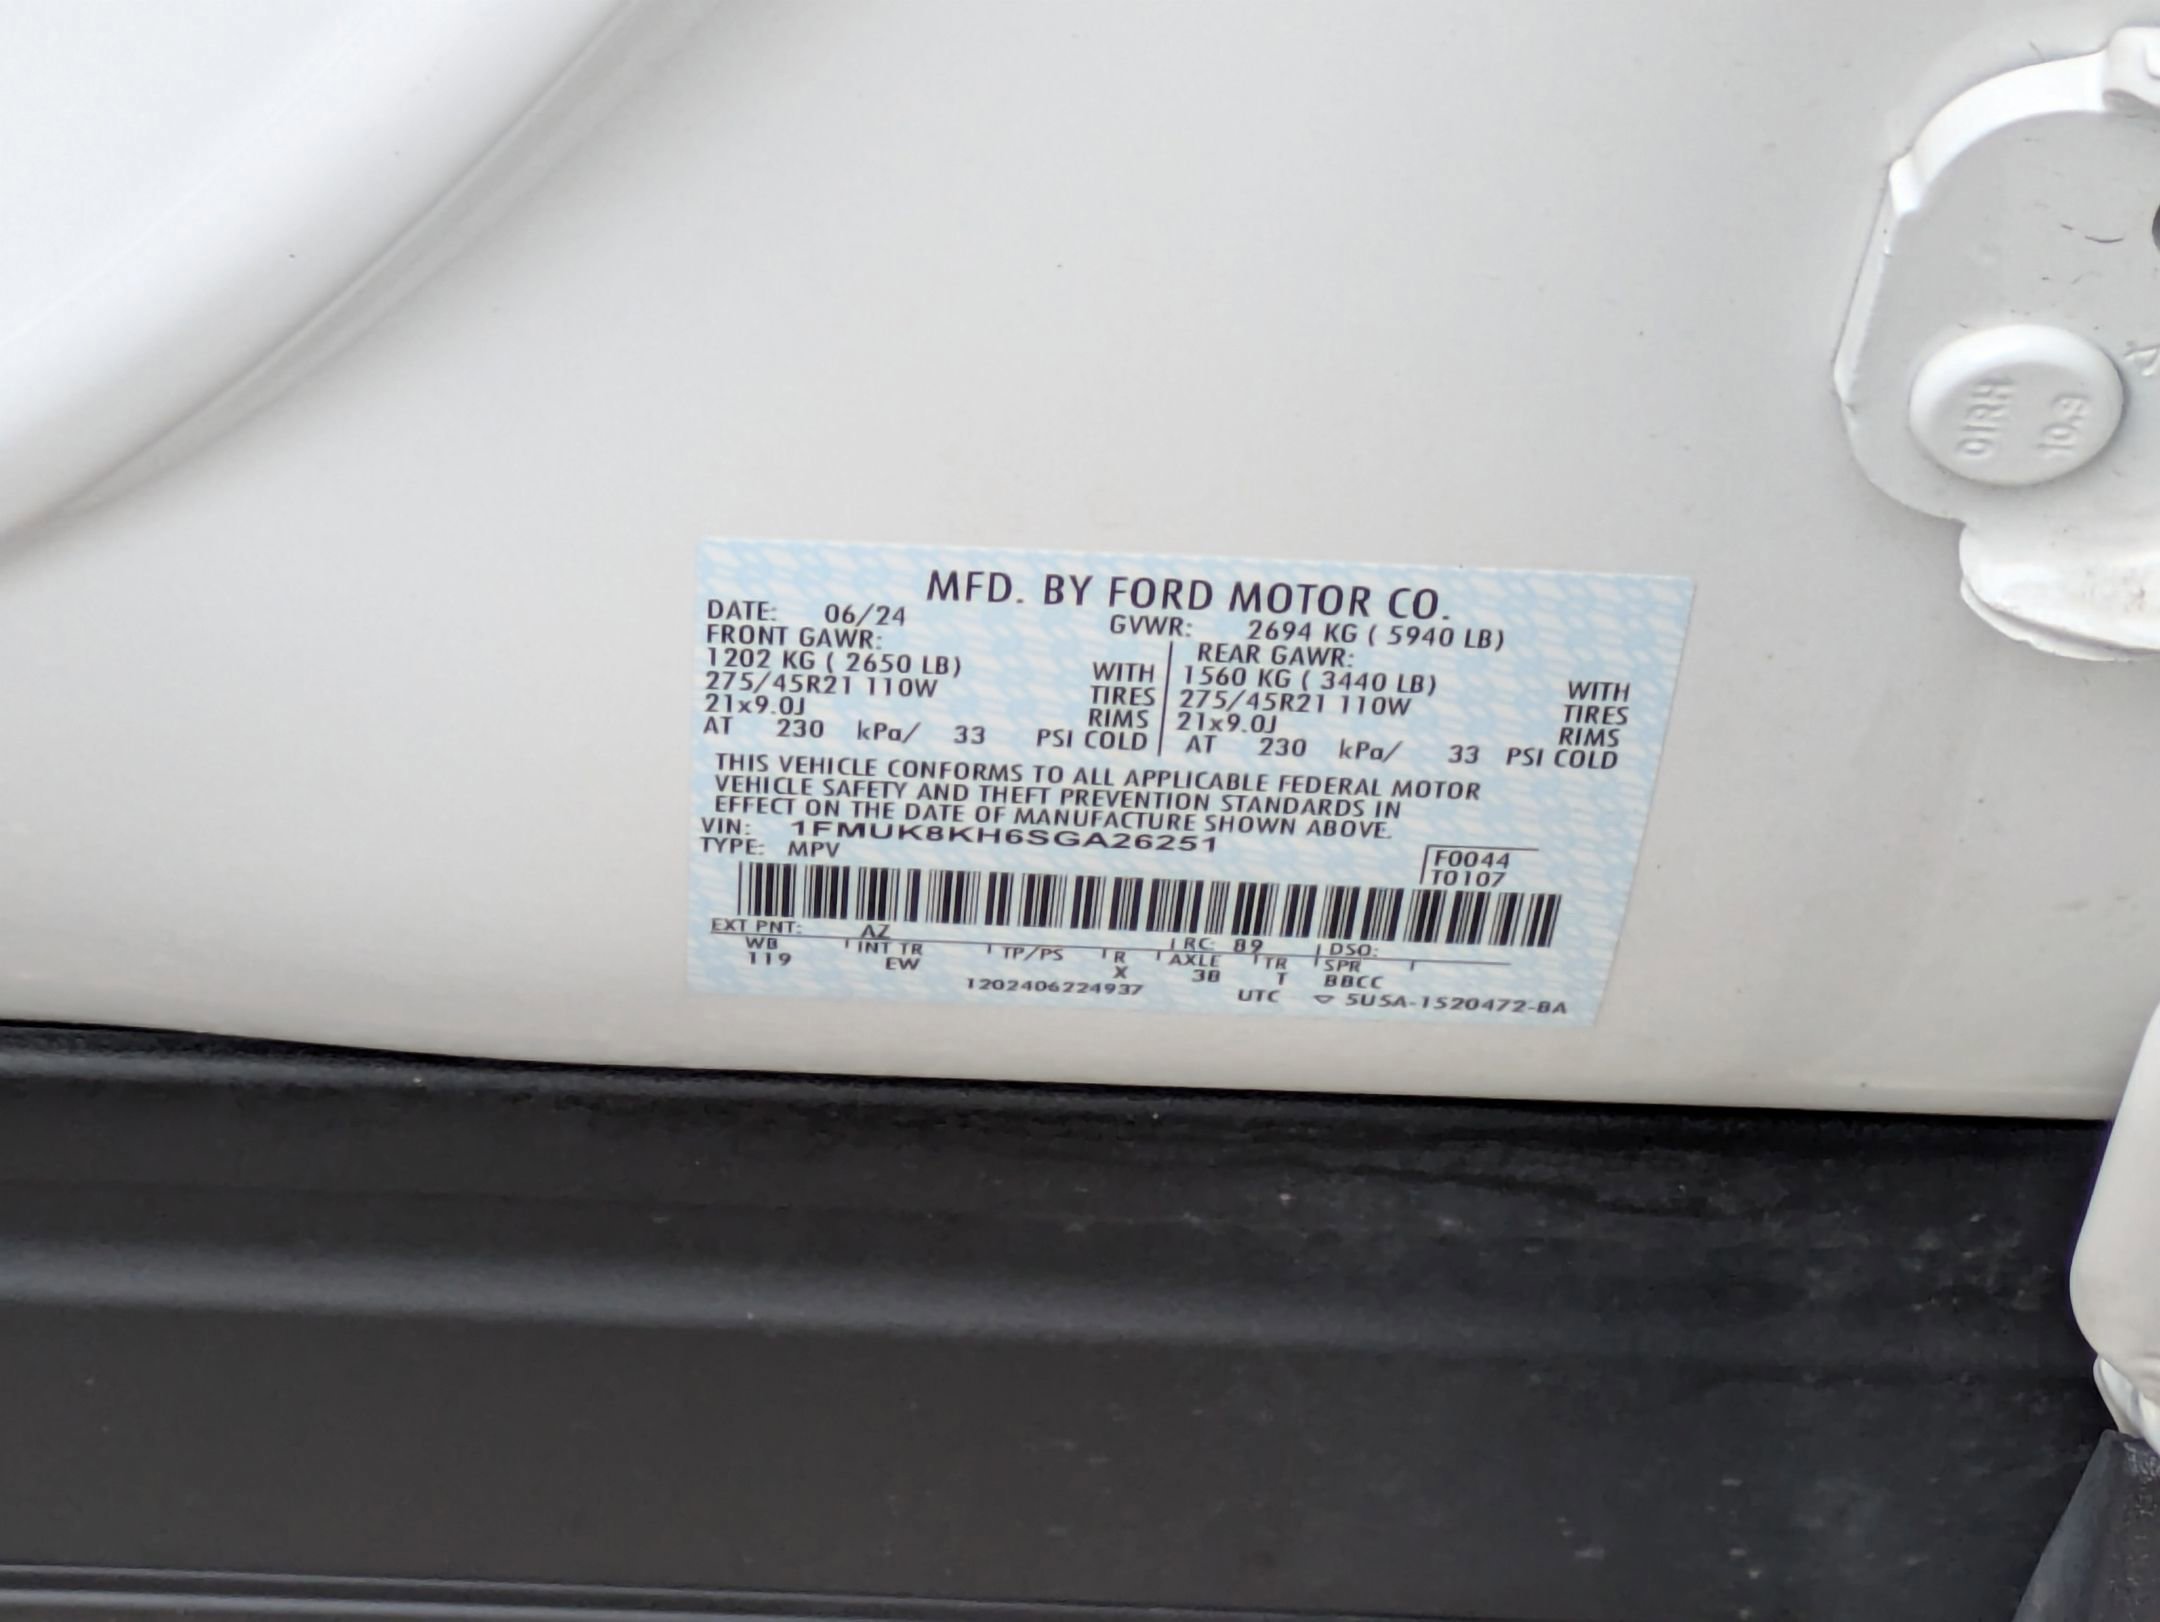 MFD. BY FORD MOTOR CO.
DATE: 06/24 GVWR: 2694 KG ( 5940 LB)
FRONT GAWR: REAR GAWR:
1202 KG ( 2650 LB) WITH 1560 KG ( 3440 LB) WITH
275/45R21 110W TIRES 275/45R21 110W TIRES
21x9.0J RIMS 21x9.0J RIMS
AT 230 kPa/ 33 PSI COLD AT 230 kPa/ 33 PSI COLD
THIS VEHICLE CONFORMS TO ALL APPLICABLE FEDERAL MOTOR
VEHICLE SAFETY AND THEFT PREVENTION STANDARDS IN
EFFECT ON THE DATE OF MANUFACTURE SHOWN ABOVE.
VIN: 1FMUK8KH6SGA26251
TYPE: MPV
F0044
T0107
EXT PNT: AZ RC: 89 DSO:
WB INT TR TP/PS R AXLE TR SPR
119 EW X 3B T BBCC
1202406224937 UTC ▽ 5U5A-1520472-BA
10.9